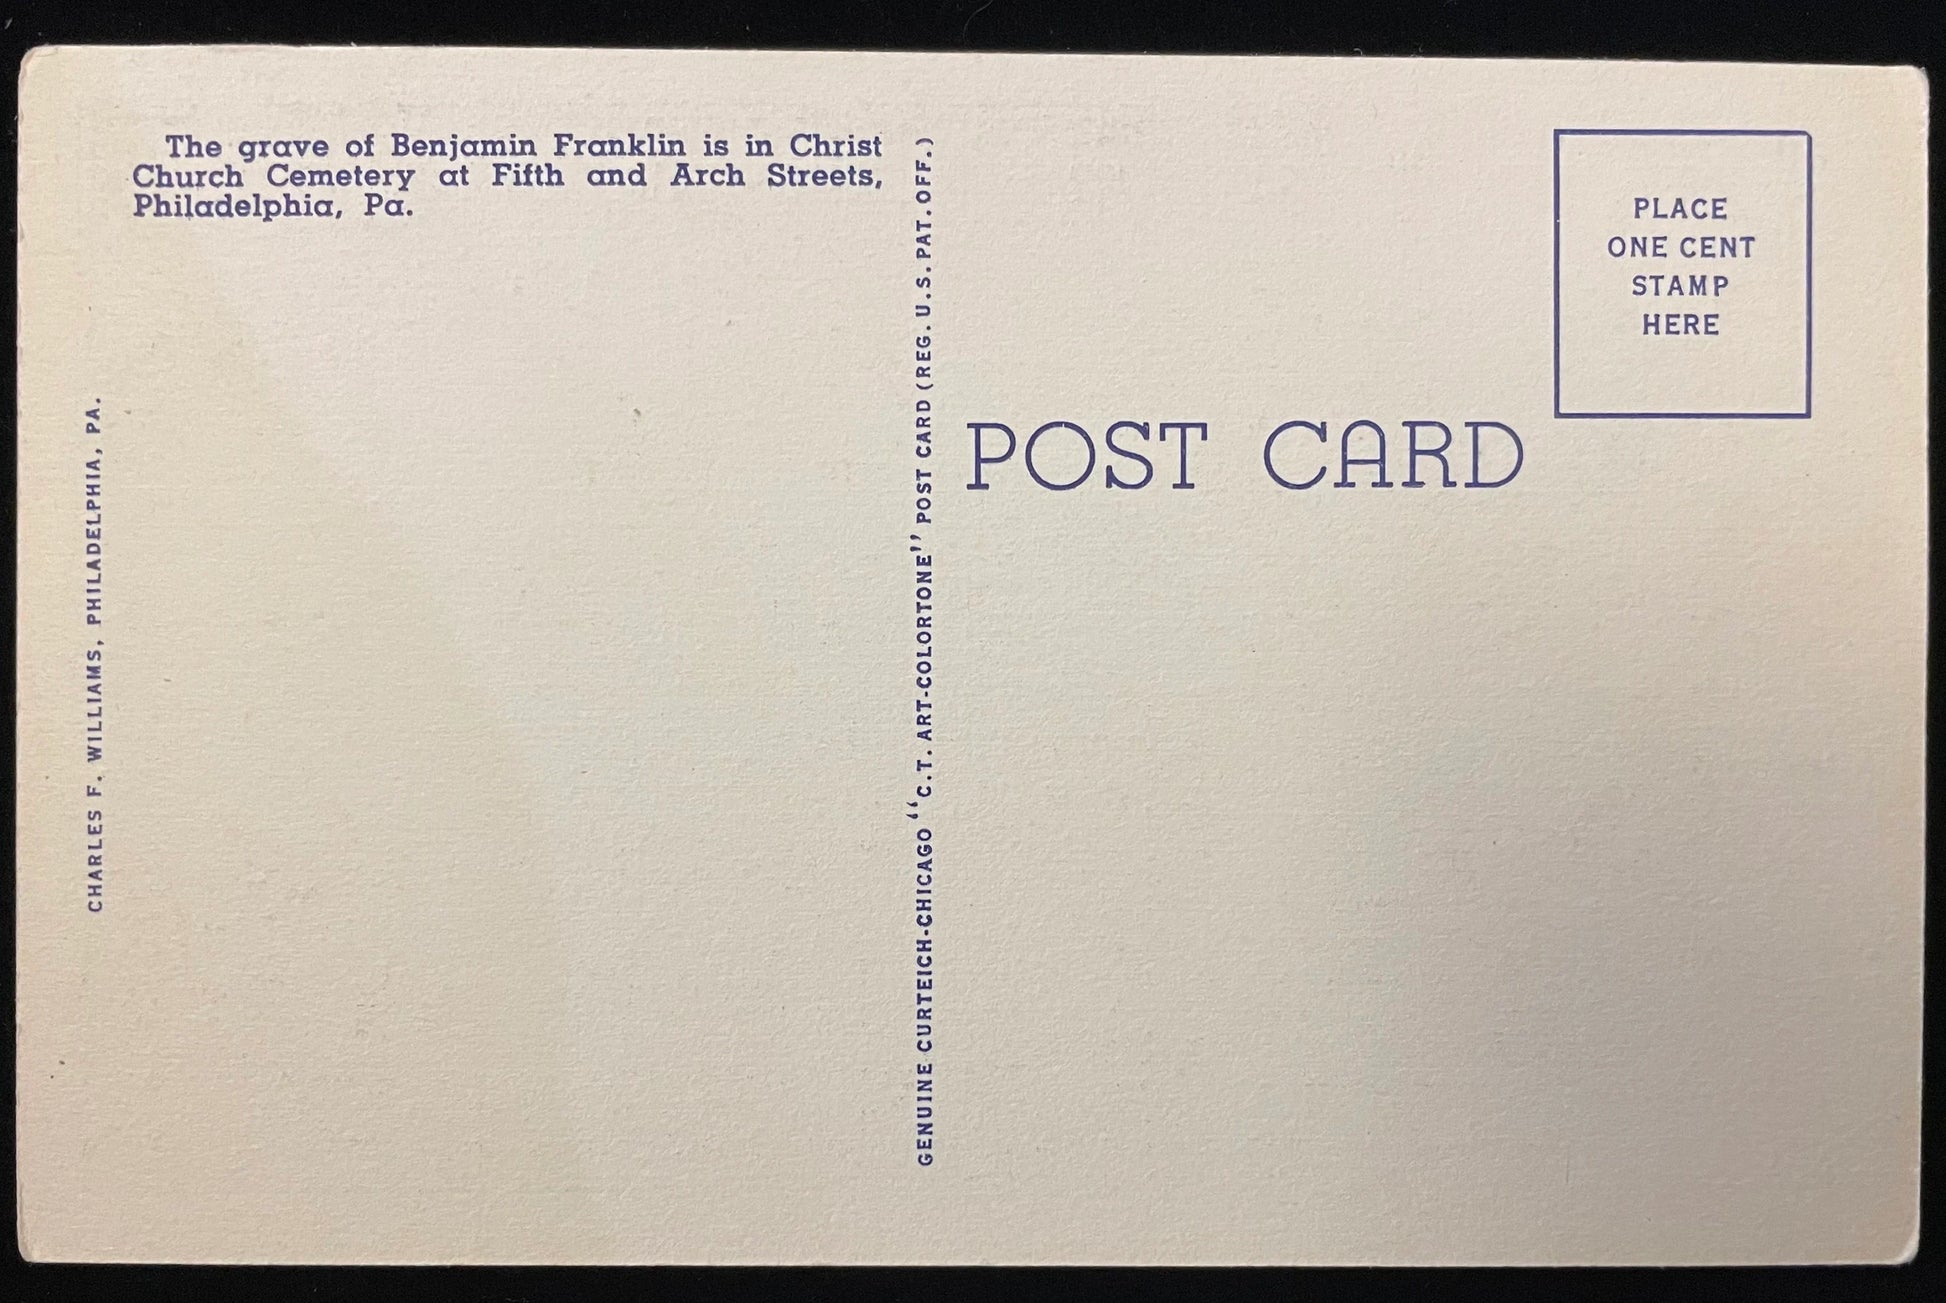 The grave of Benjamin Franklin is in Christ
Church Cemetery at Fifth and Arch Streets,
Philadelphia, Pa.
CHARLES F. WILLIAMS, PHILADELPHIA, PA.
GENUINE CURTEICH-CHICAGO "C.T. ART-COLORTONE" POST CARD (REG. U.S. PAT. OFF.)
POST CARD
PLACE
ONE CENT
STAMP
HERE